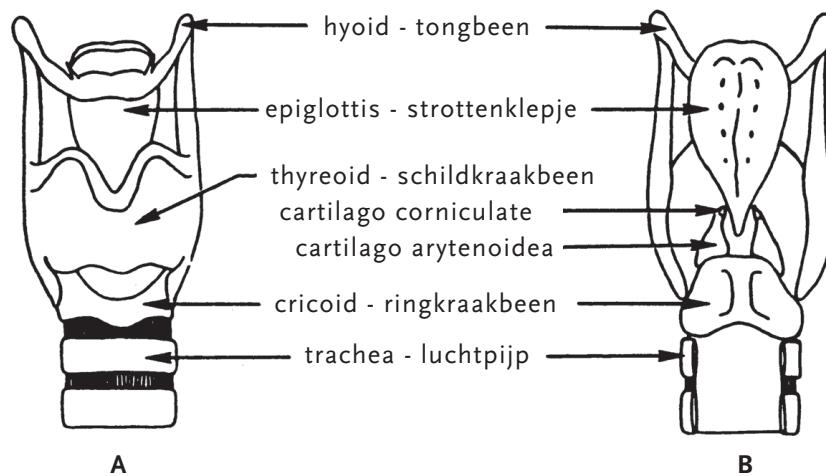 hyoid - tongbeen
epiglottis - strottenklepje
thyreoid - schildkraakbeen
cartilago corniculate
cartilago arytenoidea
cricoid - ringkraakbeen
trachea - luchtpijp
A
B